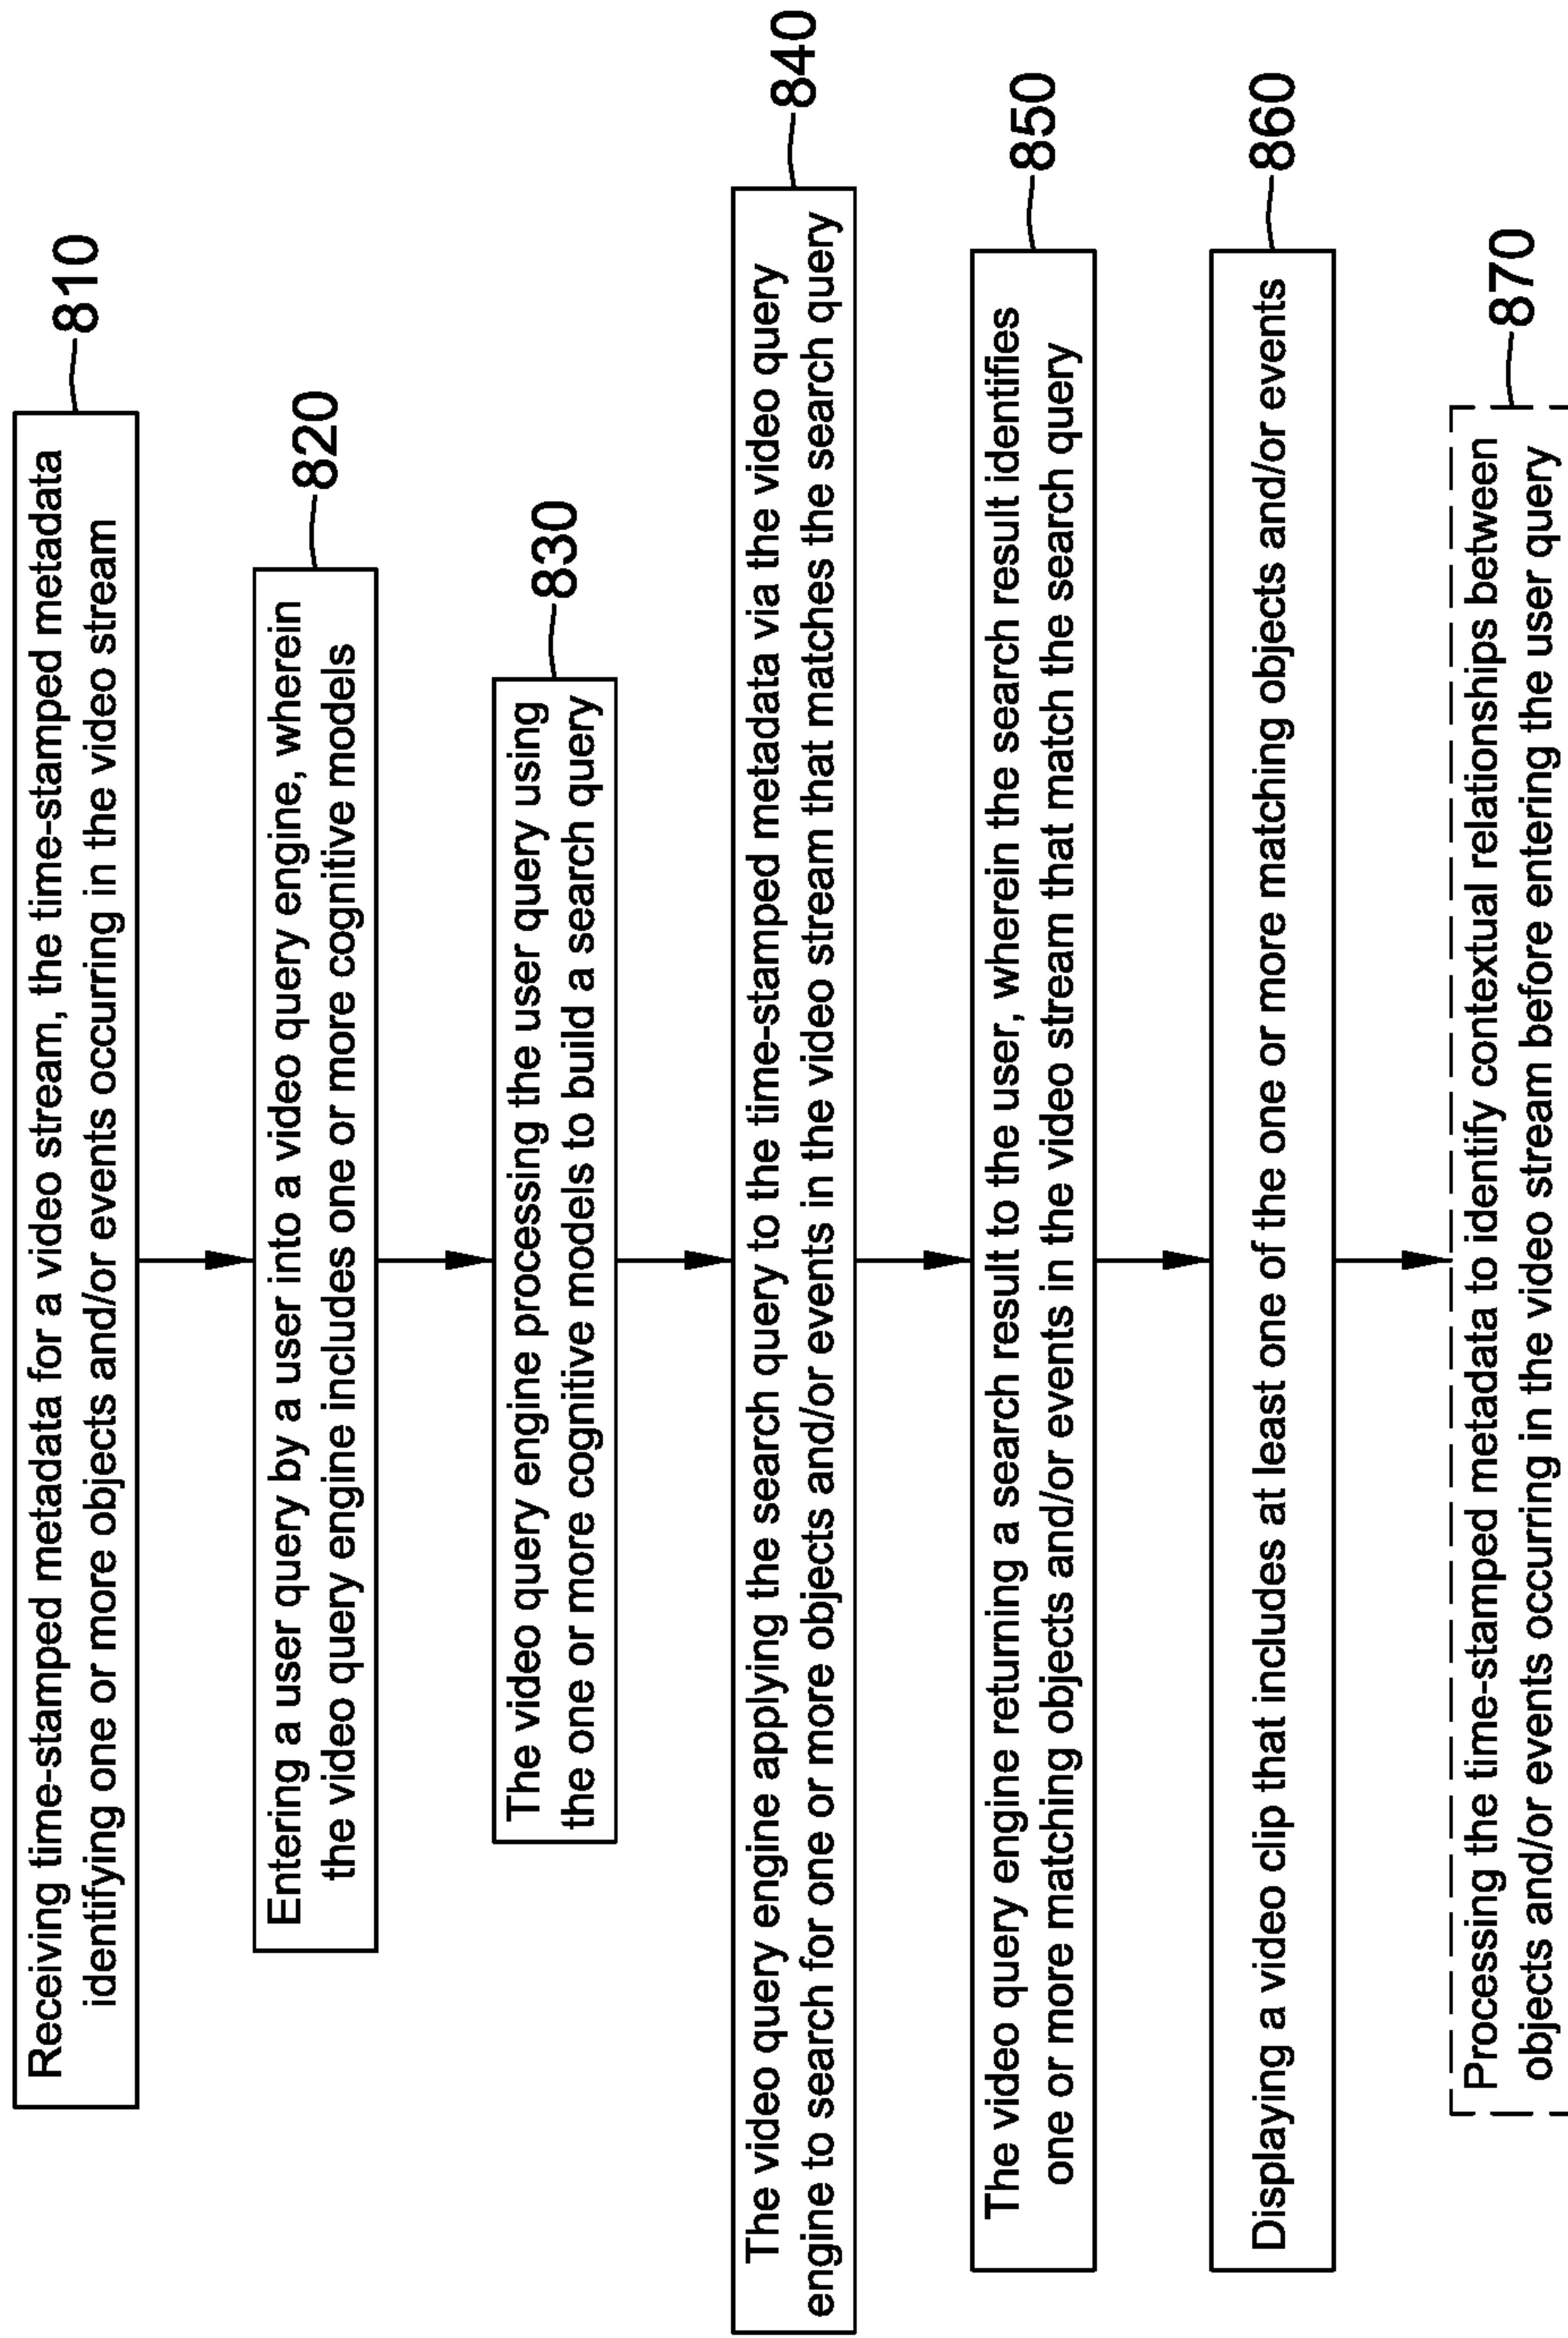 Receiving time-stamped metadata for a video stream, the time-stamped metadata
identifying one or more objects and/or events occurring in the video stream
810
Entering a user query by a user into a video query engine, wherein
the video query engine includes one or more cognitive models
820
The video query engine processing the user query using
the one or more cognitive models to build a search query
830
The video query engine applying the search query to the time-stamped metadata via the video query
engine to search for one or more objects and/or events in the video stream that matches the search query
840
The video query engine returning a search result to the user, wherein the search result identifies
one or more matching objects and/or events in the video stream that match the search query
850
Displaying a video clip that includes at least one of the one or more matching objects and/or events
860
Processing the time-stamped metadata to identify contextual relationships between
objects and/or events occurring in the video stream before entering the user query
870